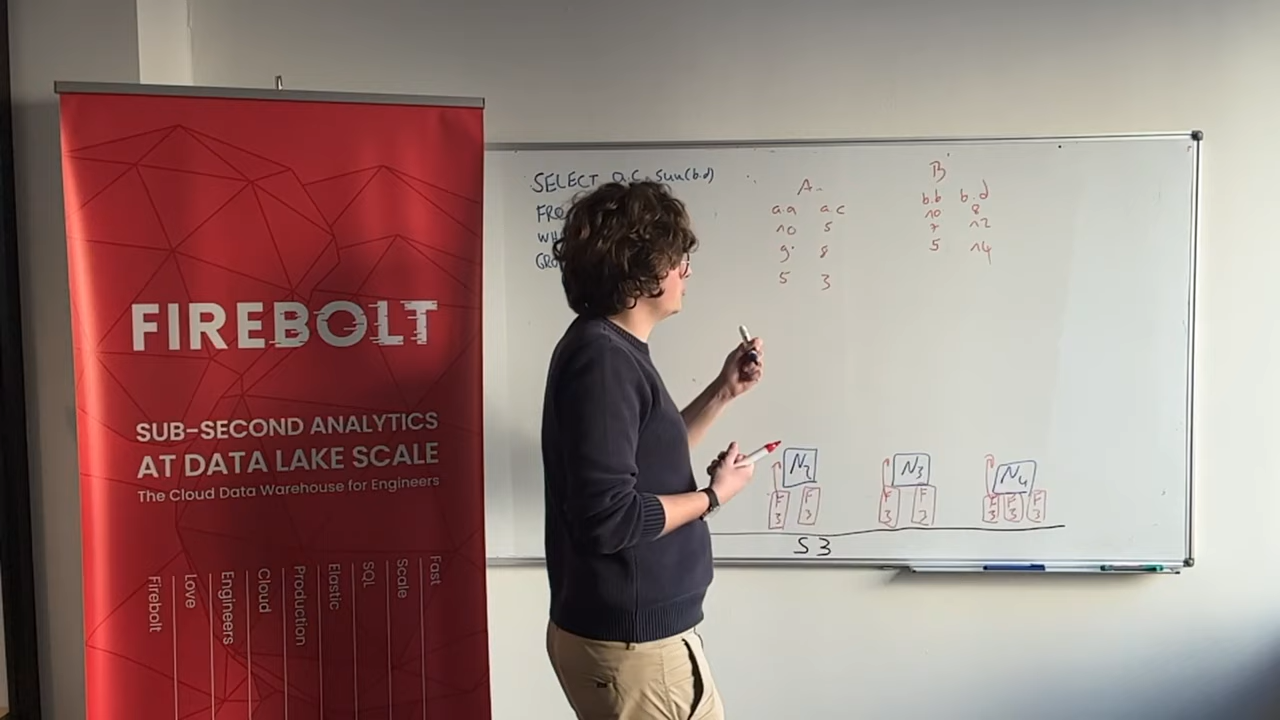 FIREBOLT
SUB-SECOND ANALYTICS
AT DATA LAKE SCALE
The Cloud Data Warehouse for Engineers
Firebolt
Love
Engineers
Cloud
Production
Elastic
SQL
Scale
Fast
SELECT a.c, sum(b.d)
A
a.a a.c
10 5
9 8
5 3
B
b.b b.d
10 8
7 12
5 14
N2
N3
N4
F F
3 3
F F
3 2
F F F
3 3 3
S3